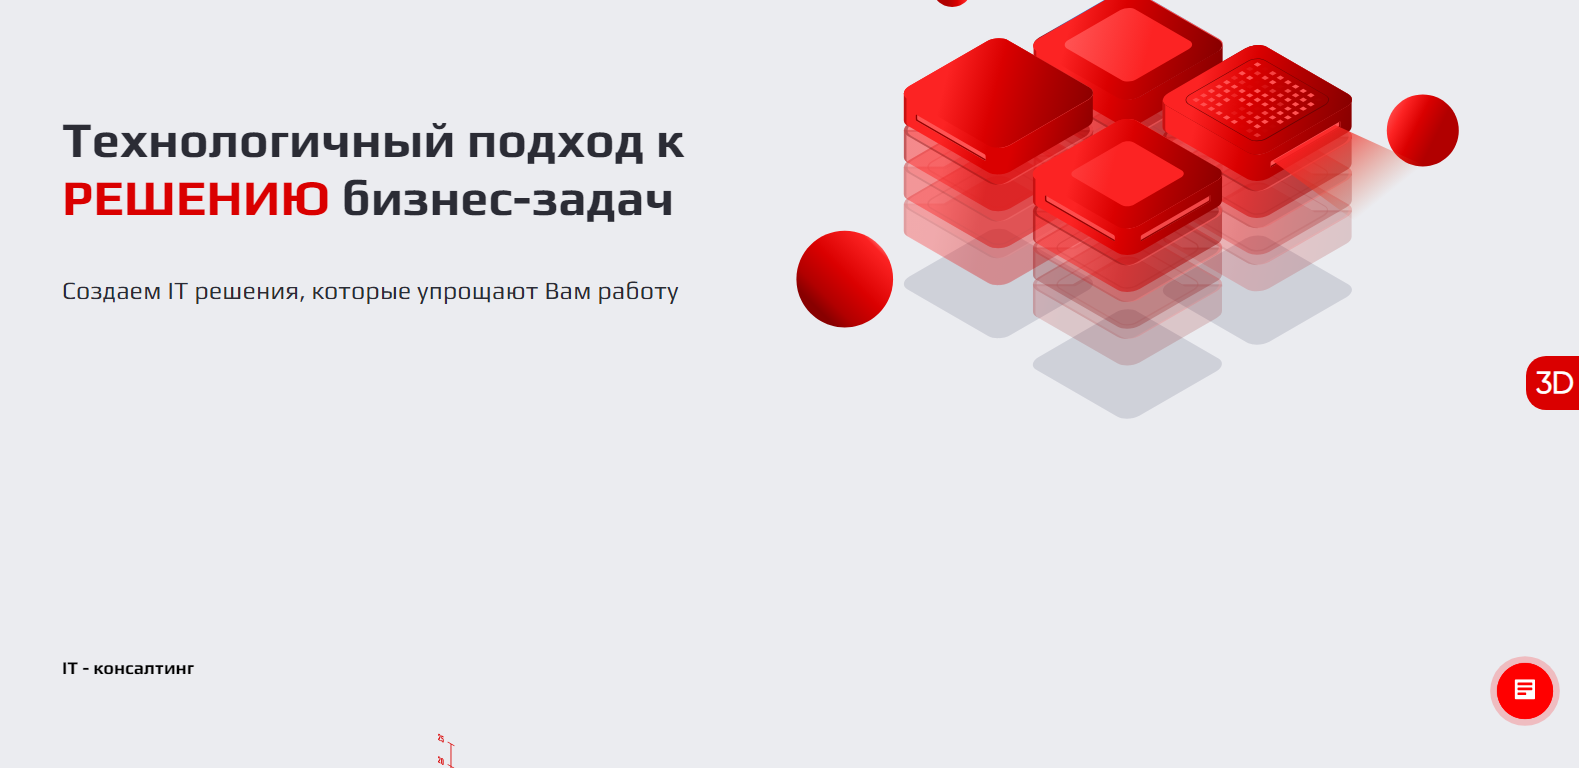 Технологичный подход к
РЕШЕНИЮ бизнес-задач
Создаем IT решения, которые упрощают Вам работу
3D
IT - консалтинг
25
20